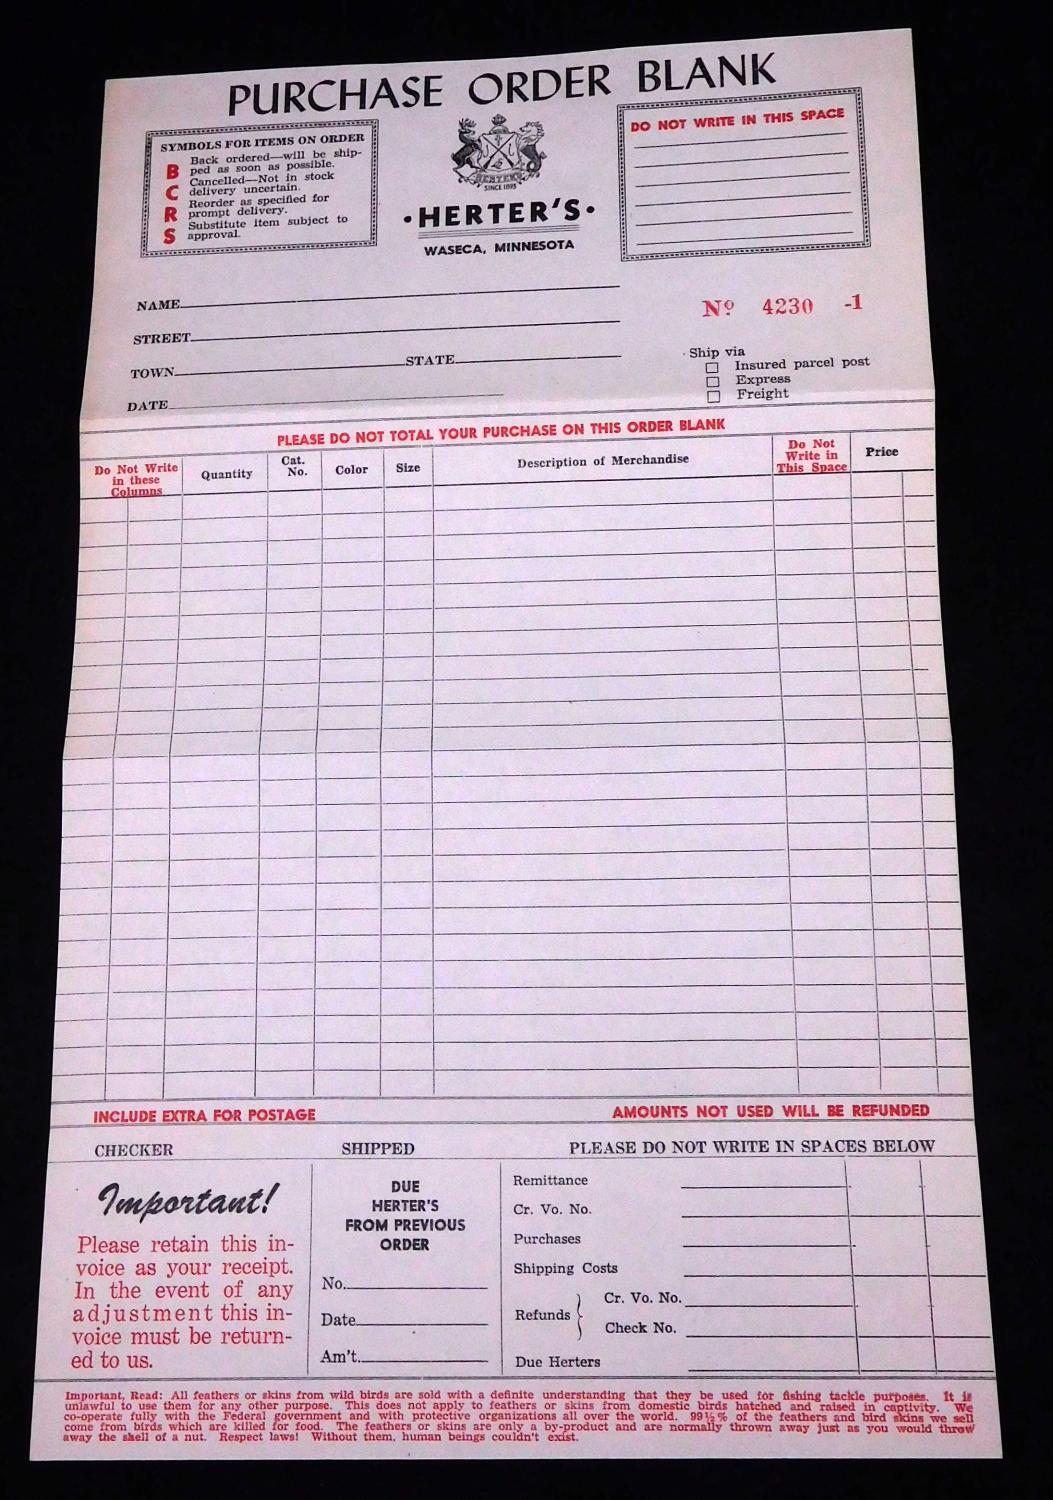 PURCHASE ORDER BLANK
SYMBOLS FOR ITEMS ON ORDER
B Back ordered—will be ship-
ped as soon as possible.
C Cancelled—Not in stock
delivery uncertain.
R Reorder as specified for
prompt delivery.
S Substitute item subject to
approval.
HERTER'S
SINCE 1893
·HERTER'S·
WASECA, MINNESOTA
DO NOT WRITE IN THIS SPACE
NAME
STREET
TOWN STATE
DATE
Nº 4230 -1
Ship via
Insured parcel post
Express
Freight
PLEASE DO NOT TOTAL YOUR PURCHASE ON THIS ORDER BLANK
Do Not Write
in these
Columns
Quantity
Cat.
No.
Color
Size
Description of Merchandise
Do Not
Write in
This Space
Price
INCLUDE EXTRA FOR POSTAGE
AMOUNTS NOT USED WILL BE REFUNDED
CHECKER
SHIPPED
PLEASE DO NOT WRITE IN SPACES BELOW
Important!
Please retain this in-
voice as your receipt.
In the event of any
adjustment this in-
voice must be return-
ed to us.
DUE
HERTER'S
FROM PREVIOUS
ORDER
No.
Date
Am't.
Remittance
Cr. Vo. No.
Purchases
Shipping Costs
Refunds { Cr. Vo. No.
Check No.
Due Herters
Important, Read: All feathers or skins from wild birds are sold with a definite understanding that they be used for fishing tackle purposes. It is
unlawful to use them for any other purpose. This does not apply to feathers or skins from domestic birds hatched and raised in captivity. We
co-operate fully with the Federal government and with protective organizations all over the world. 99½% of the feathers and bird skins we sell
come from birds which are killed for food. The feathers or skins are only a by-product and are normally thrown away just as you would throw
away the shell of a nut. Respect laws! Without them, human beings couldn't exist.